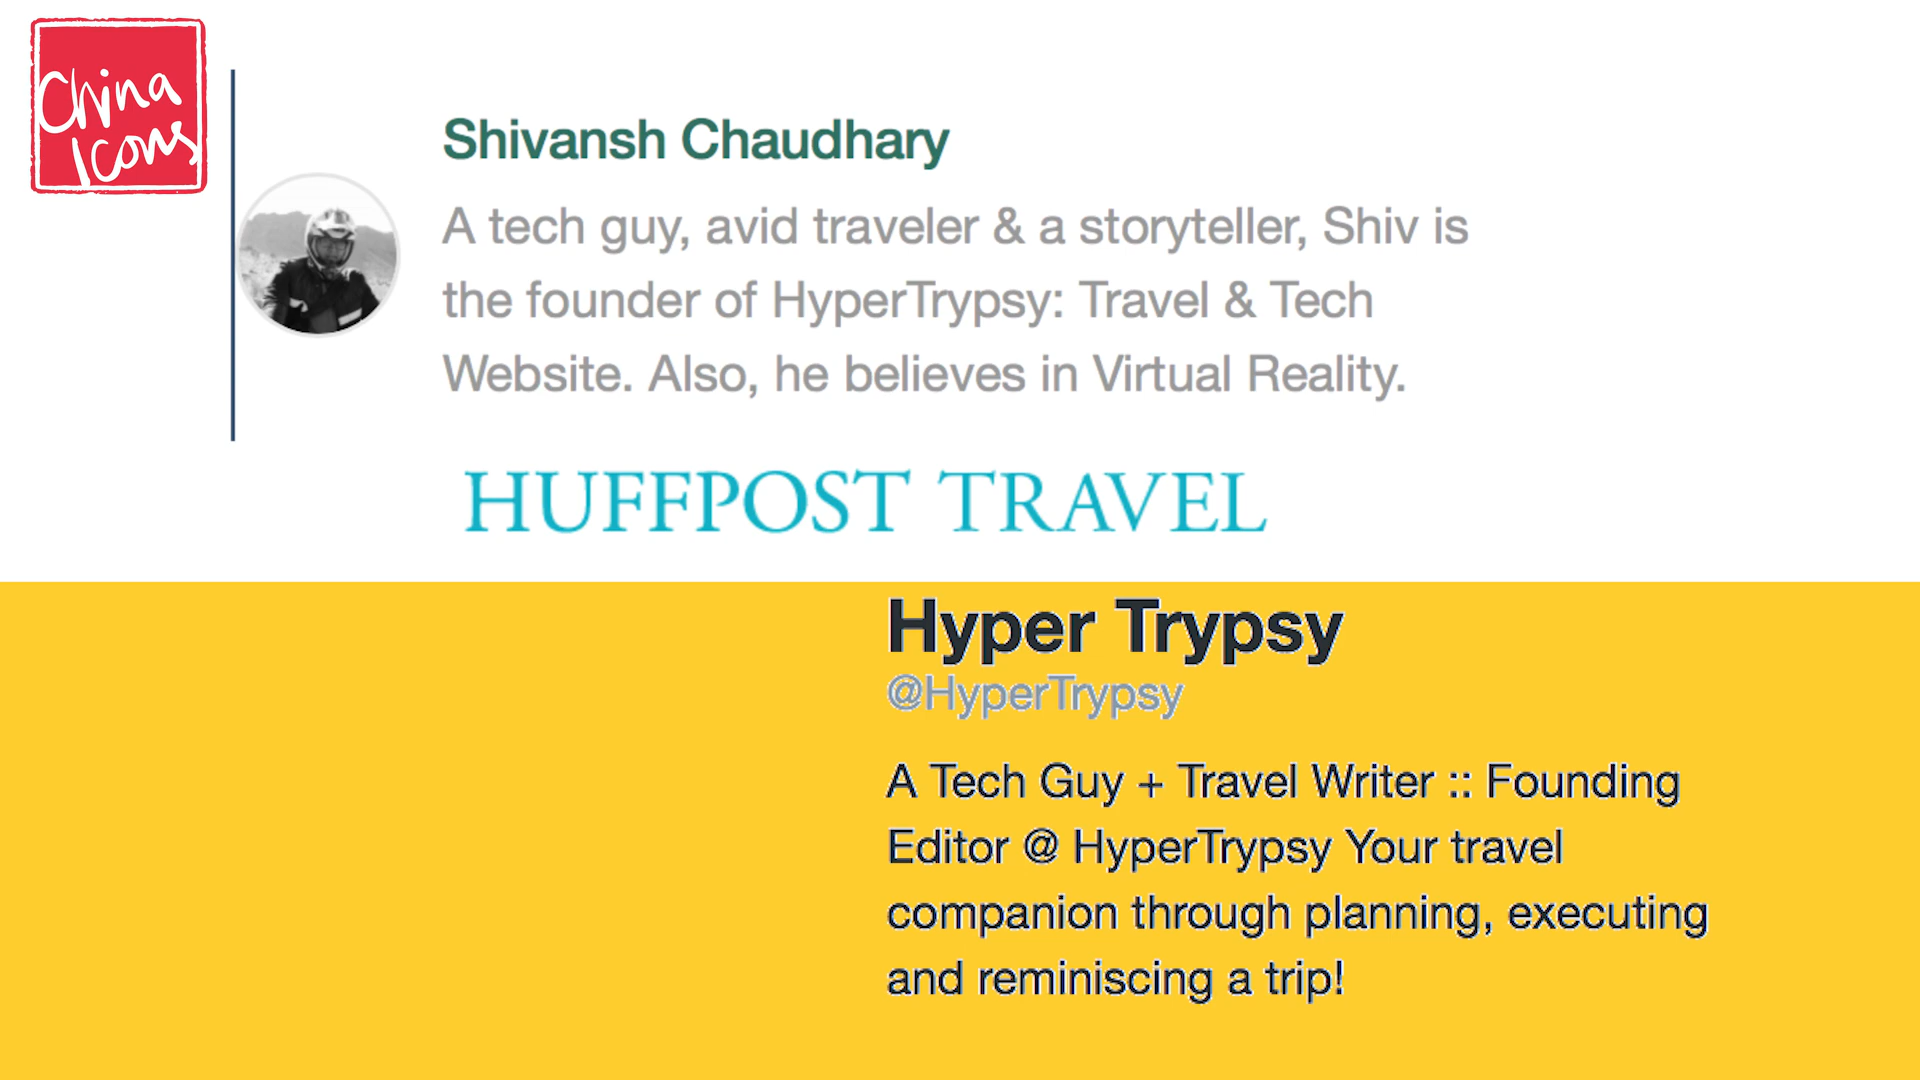 China
Icons
Shivansh Chaudhary
A tech guy, avid traveler & a storyteller, Shiv is
the founder of HyperTrypsy: Travel & Tech
Website. Also, he believes in Virtual Reality.
HUFFPOST TRAVEL
Hyper Trypsy
@HyperTrypsy
A Tech Guy + Travel Writer :: Founding
Editor @ HyperTrypsy Your travel
companion through planning, executing
and reminiscing a trip!